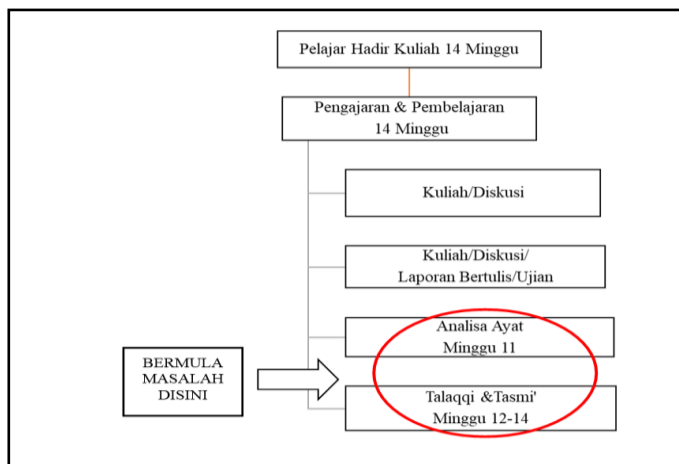 Pelajar Hadir Kuliah 14 Minggu
Pengajaran & Pembelajaran
14 Minggu
Kuliah/Diskusi
Kuliah/Diskusi/
Laporan Bertulis/Ujian
Analisa Ayat
Minggu 11
BERMULA
MASALAH
DISINI
Talaqqi &Tasmi'
Minggu 12-14